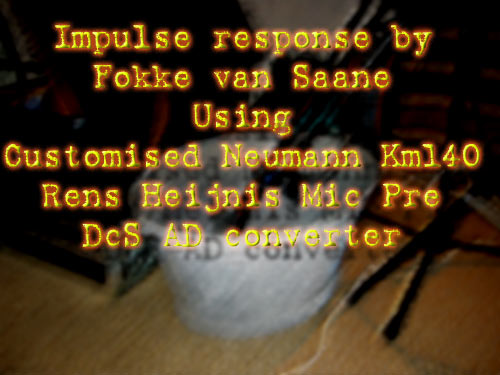 Impulse response by
Fokke van Saane
Using
Customised Neumann Km140
Rens Heijnis Mic Pre
DcS AD converter